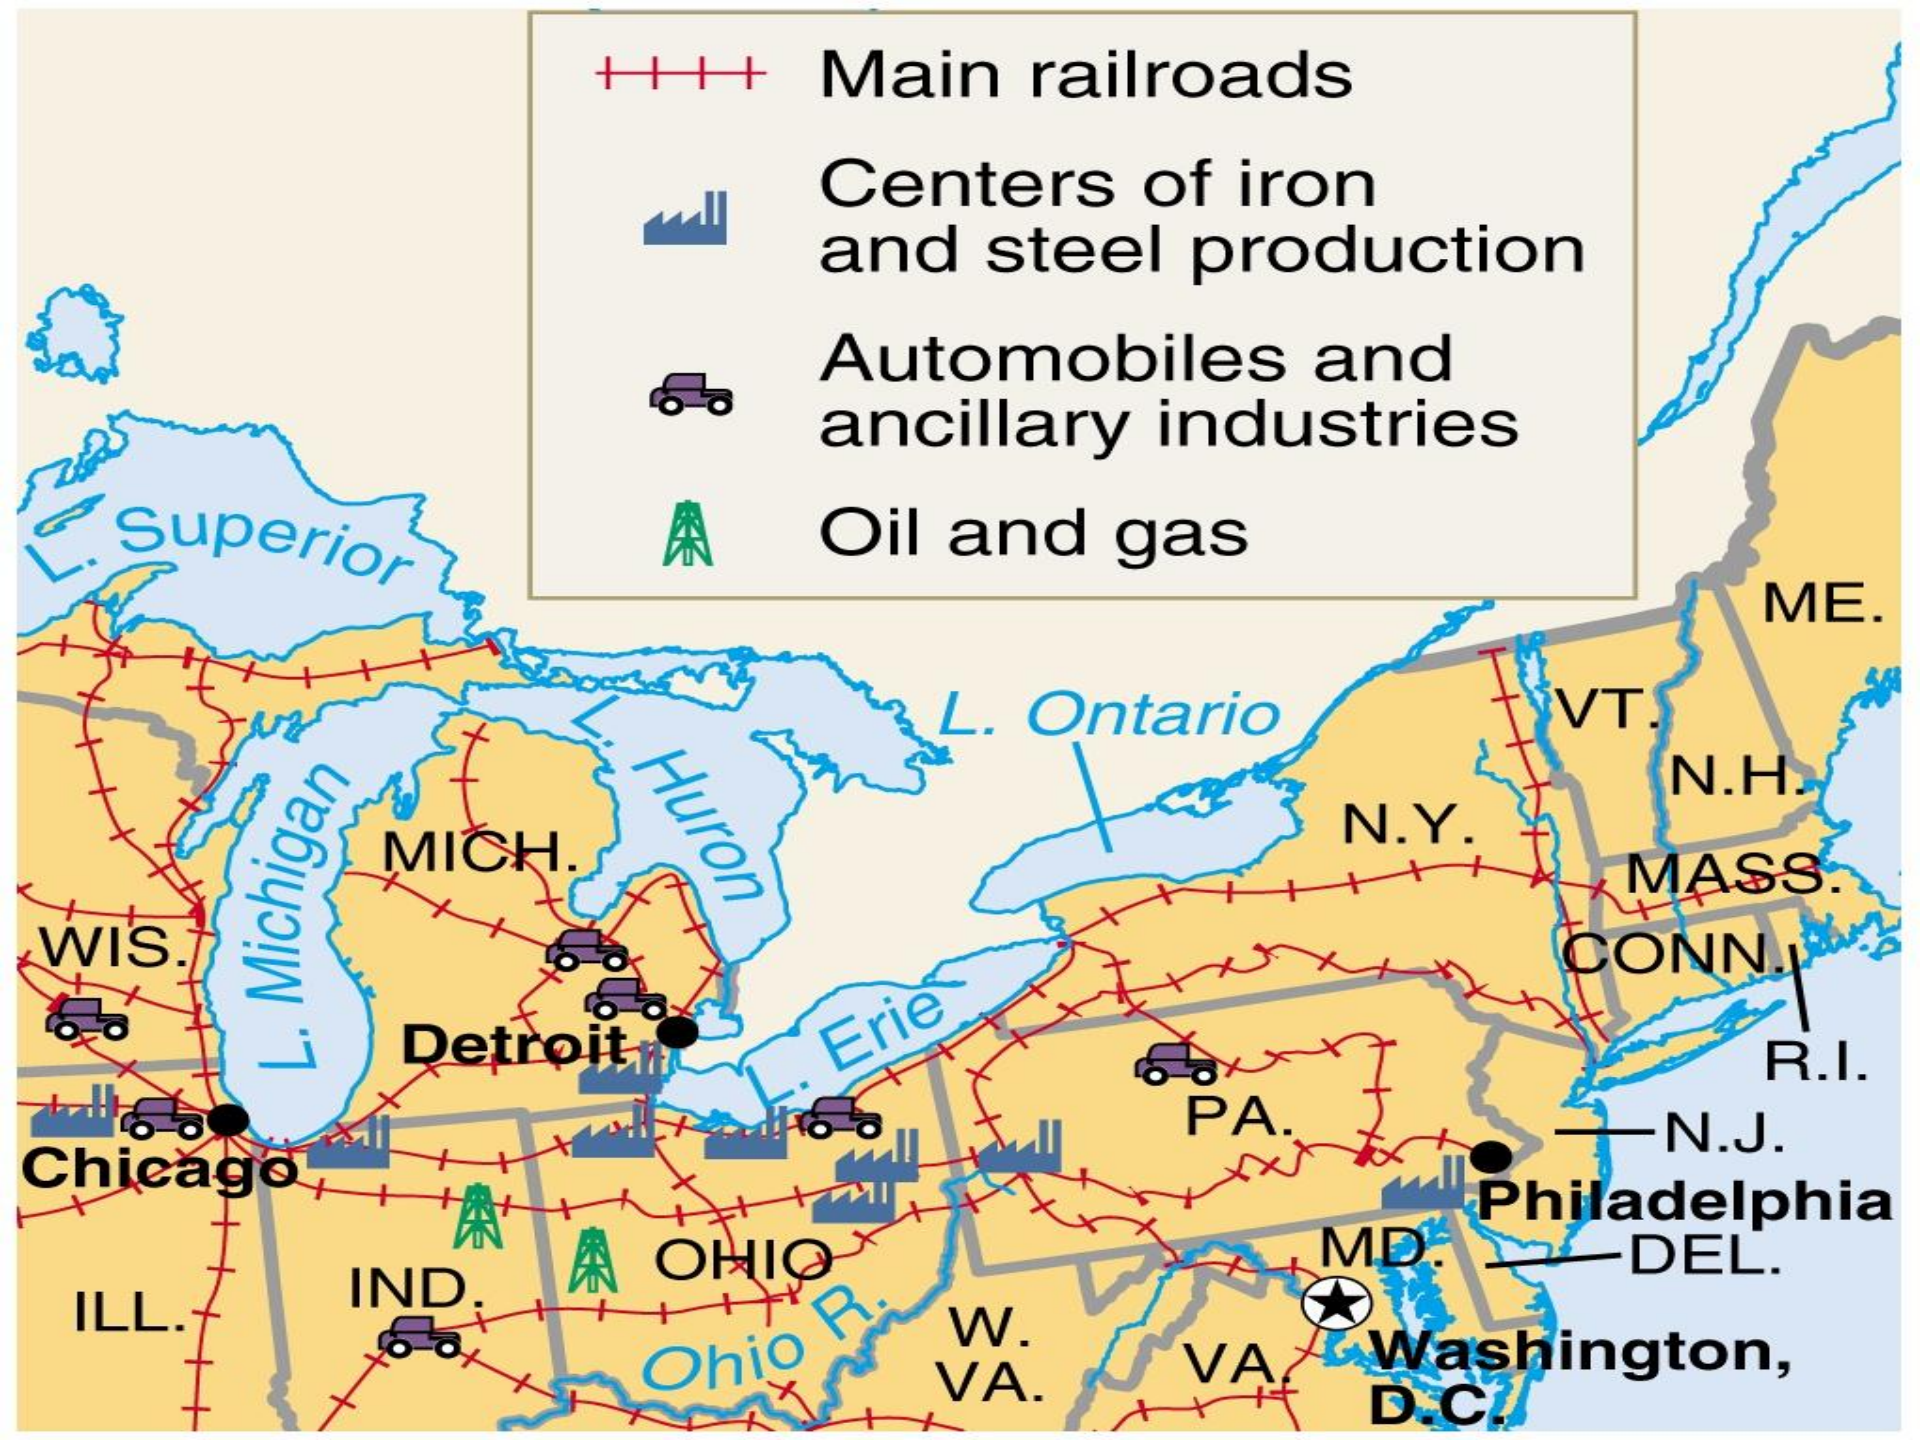 Main railroads
Centers of iron
and steel production
Automobiles and
ancillary industries
Oil and gas
L. Superior
ME.
L. Ontario
VT.
L. Huron
N.H.
L. Michigan
MICH.
N.Y.
MASS.
WIS.
CONN.
L. Erie
Detroit
R.I.
PA.
N.J.
Chicago
Philadelphia
MD.
DEL.
OHIO
IND.
ILL.
Ohio R.
W.
VA.
VA.
Washington,
D.C.